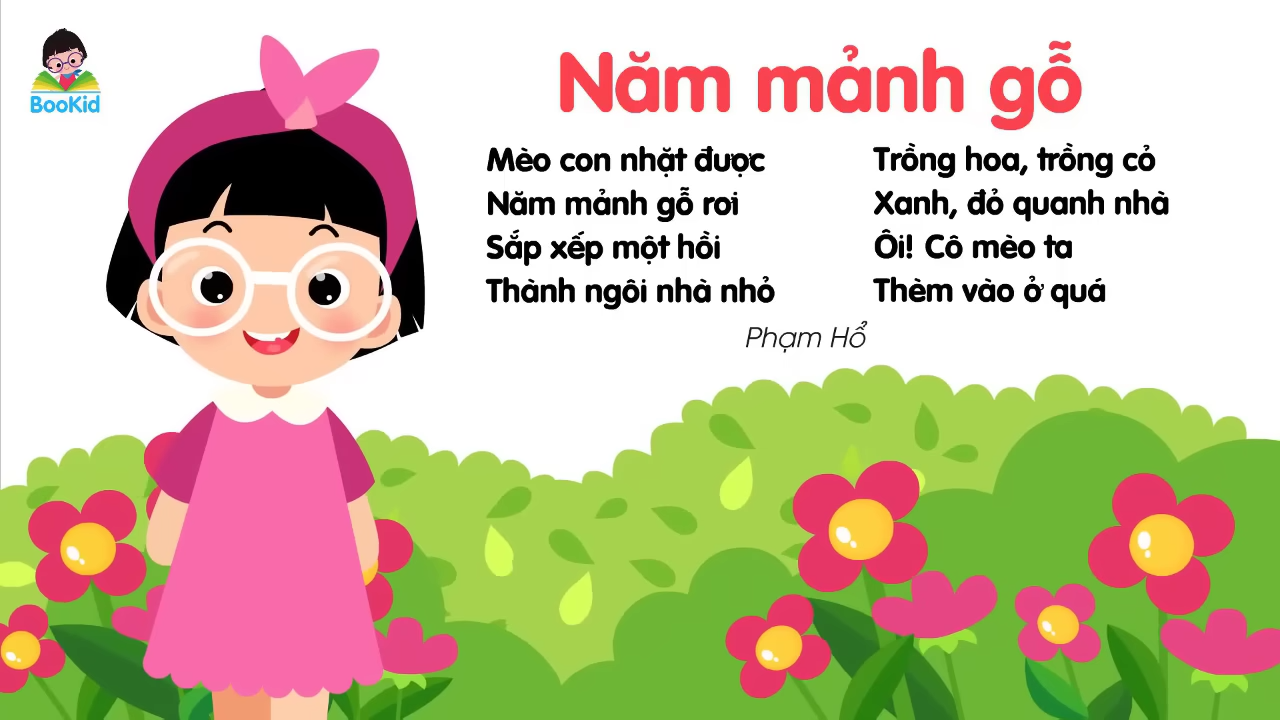 BooKid
Năm mảnh gỗ
Mèo con nhặt được
Năm mảnh gỗ rơi
Sắp xếp một hồi
Thành ngôi nhà nhỏ
Trồng hoa, trồng cỏ
Xanh, đỏ quanh nhà
Ôi! Cô mèo ta
Thèm vào ở quá
Phạm Hổ